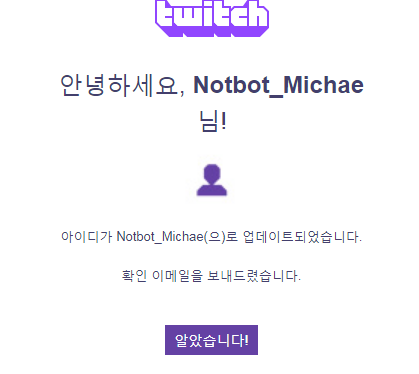 twitch
안녕하세요, Notbot_Michae
님!
아이디가 Notbot_Michae(으)로 업데이트되었습니다.
확인 이메일을 보내드렸습니다.
알았습니다!